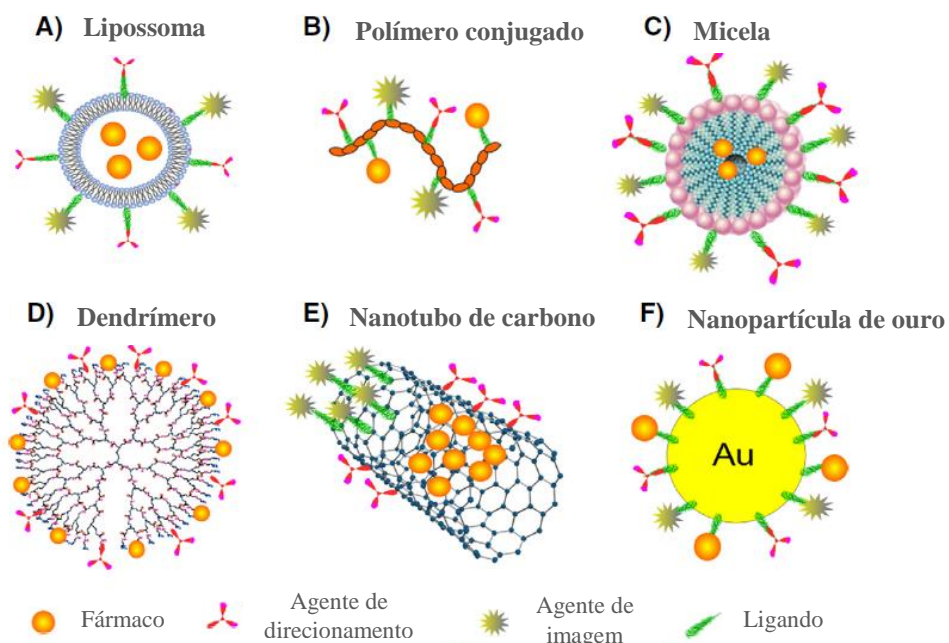 A) Lipossoma
B) Polímero conjugado
C) Micela
D) Dendrímero
E) Nanotubo de carbono
F) Nanopartícula de ouro
Au
Fármaco
Agente de
direcionamento
Agente de
imagem
Ligando